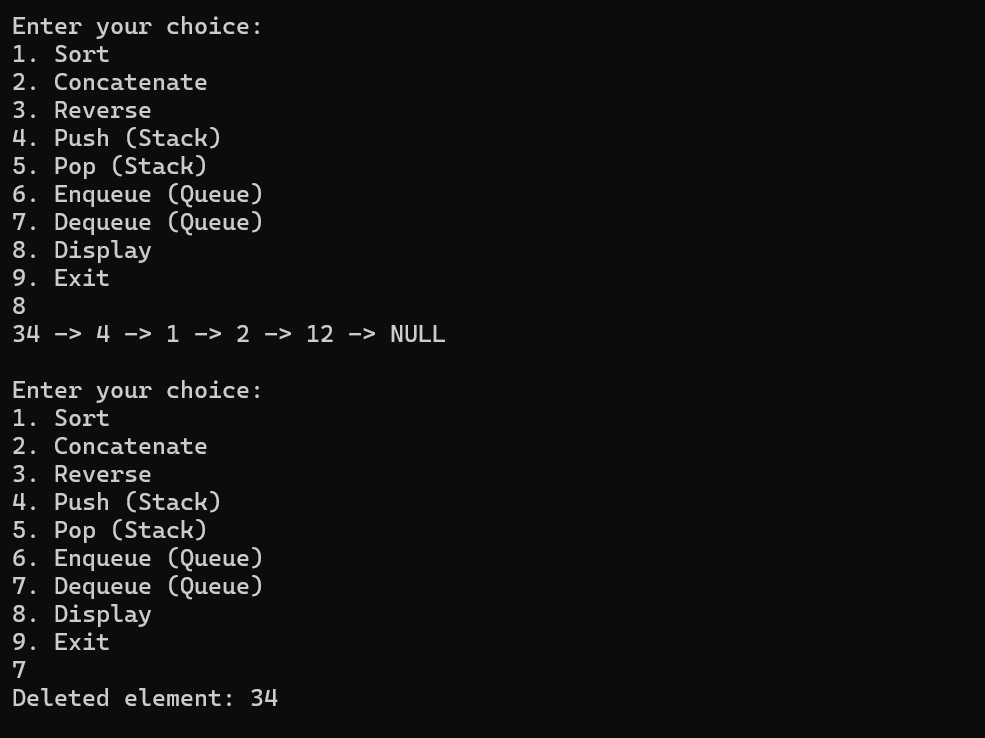 Enter your choice:
1. Sort
2. Concatenate
3. Reverse
4. Push (Stack)
5. Pop (Stack)
6. Enqueue (Queue)
7. Dequeue (Queue)
8. Display
9. Exit
8
34 -> 4 -> 1 -> 2 -> 12 -> NULL

Enter your choice:
1. Sort
2. Concatenate
3. Reverse
4. Push (Stack)
5. Pop (Stack)
6. Enqueue (Queue)
7. Dequeue (Queue)
8. Display
9. Exit
7
Deleted element: 34